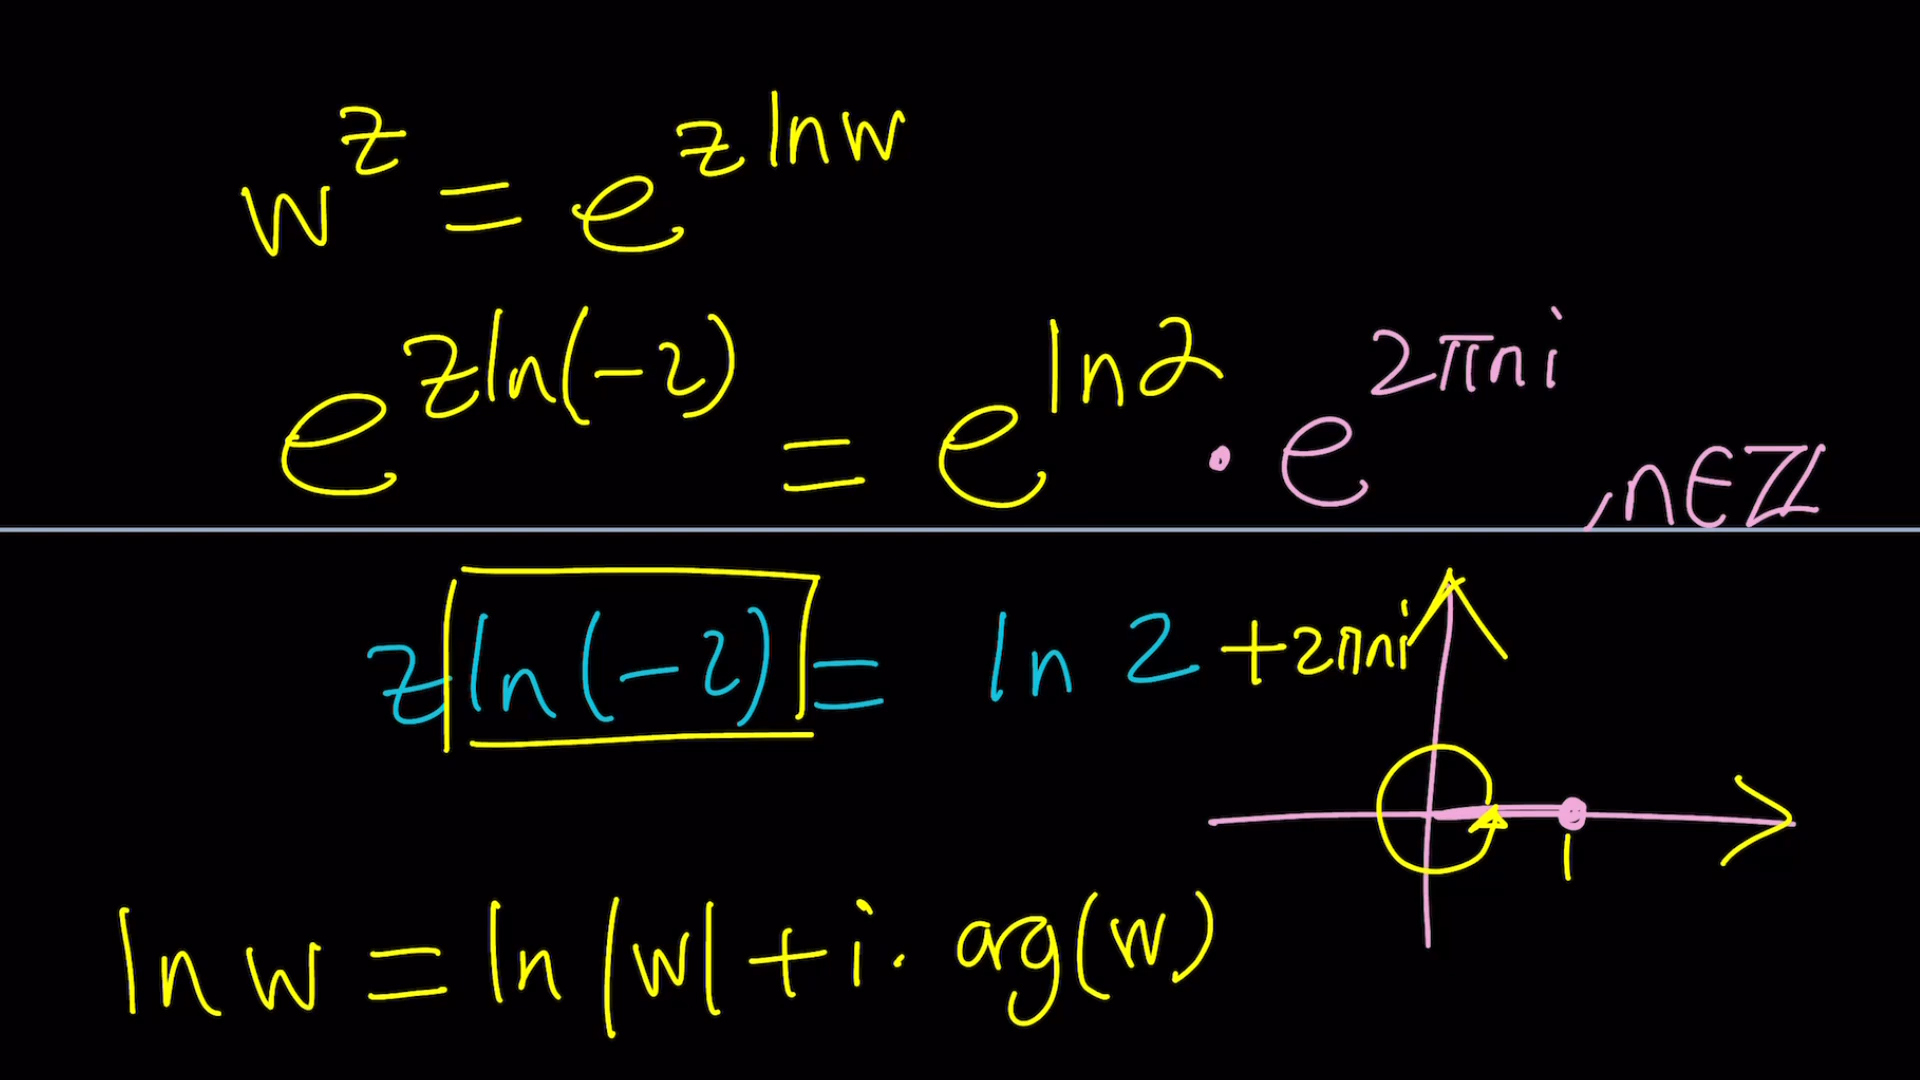 w^z = e^{z ln w}
e^{z ln(-2)} = e^{ln 2} · e^{2πni} , n ∈ ℤ
z ln(-2) = ln 2 + 2πni
1
ln w = ln |w| + i · arg(w)